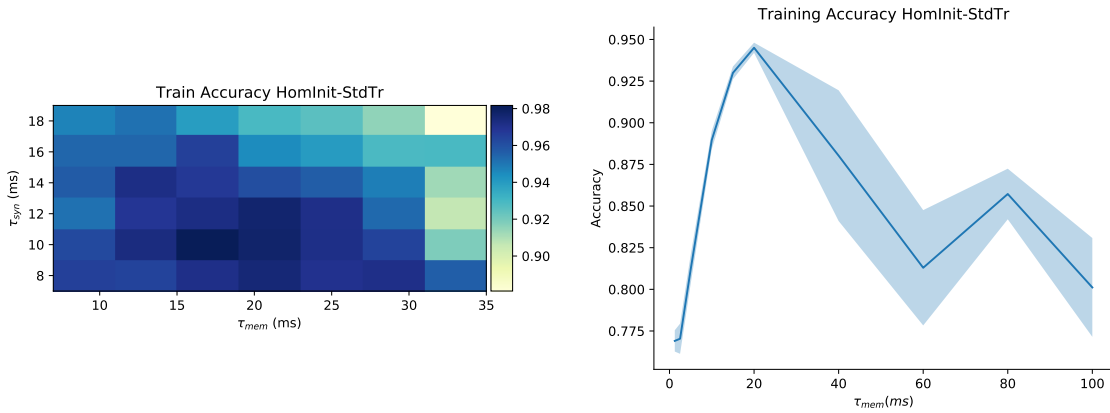 Train Accuracy HomInit-StdTr
18
16
14
12
10
8
τsyn (ms)
10 15 20 25 30 35
τmem (ms)
0.98
0.96
0.94
0.92
0.90
Training Accuracy HomInit-StdTr
0.950
0.925
0.900
0.875
0.850
0.825
0.800
0.775
Accuracy
0 20 40 60 80 100
τmem(ms)